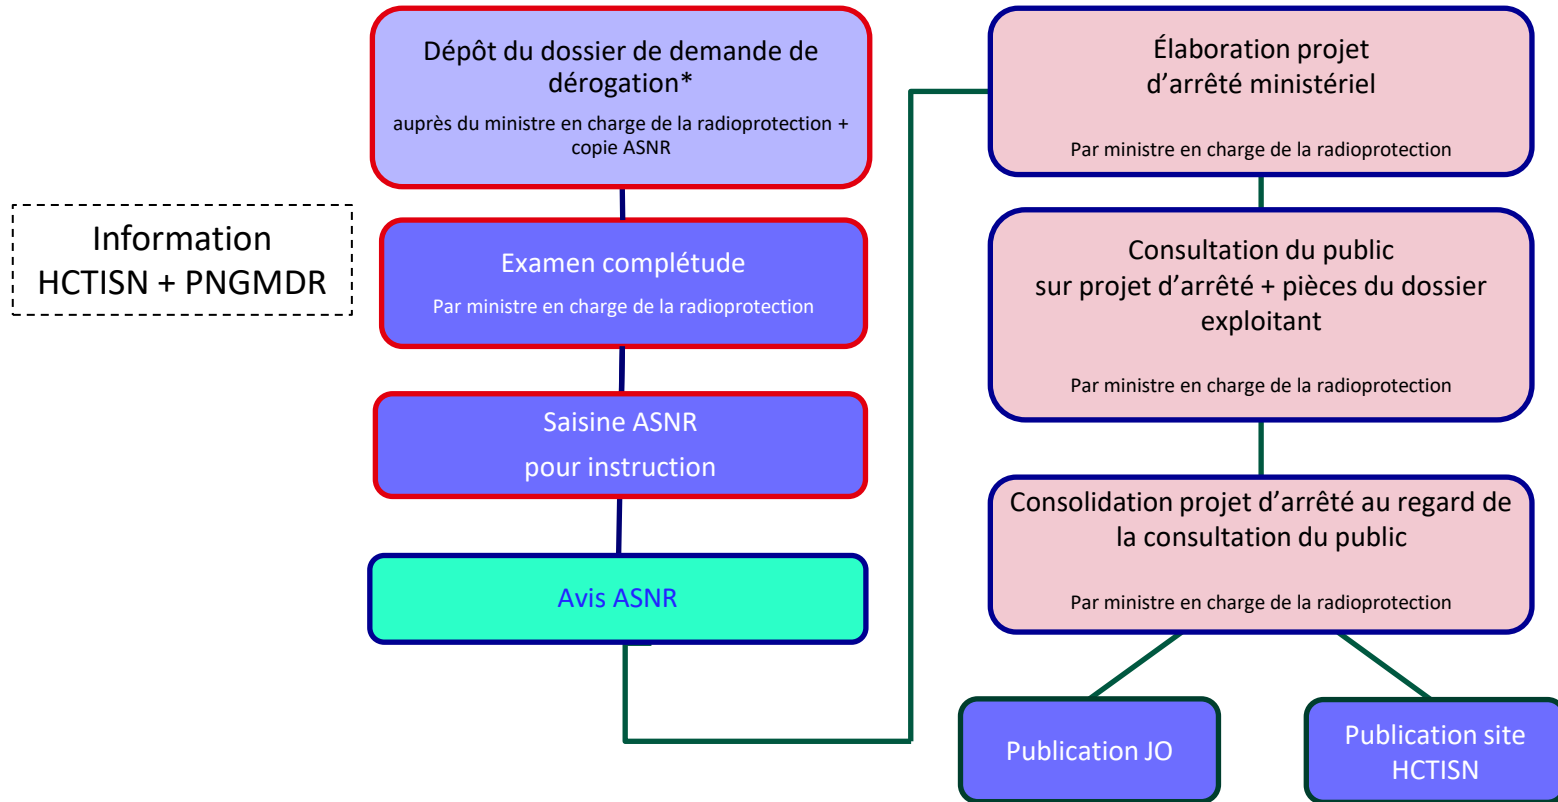 Dépôt du dossier de demande de
dérogation*
auprès du ministre en charge de la radioprotection +
copie ASNR
Information
HCTISN + PNGMDR
Examen complétude
Par ministre en charge de la radioprotection
Saisine ASNR
pour instruction
Avis ASNR
Élaboration projet
d’arrêté ministériel
Par ministre en charge de la radioprotection
Consultation du public
sur projet d’arrêté + pièces du dossier
exploitant
Par ministre en charge de la radioprotection
Consolidation projet d’arrêté au regard de
la consultation du public
Par ministre en charge de la radioprotection
Publication JO
Publication site
HCTISN